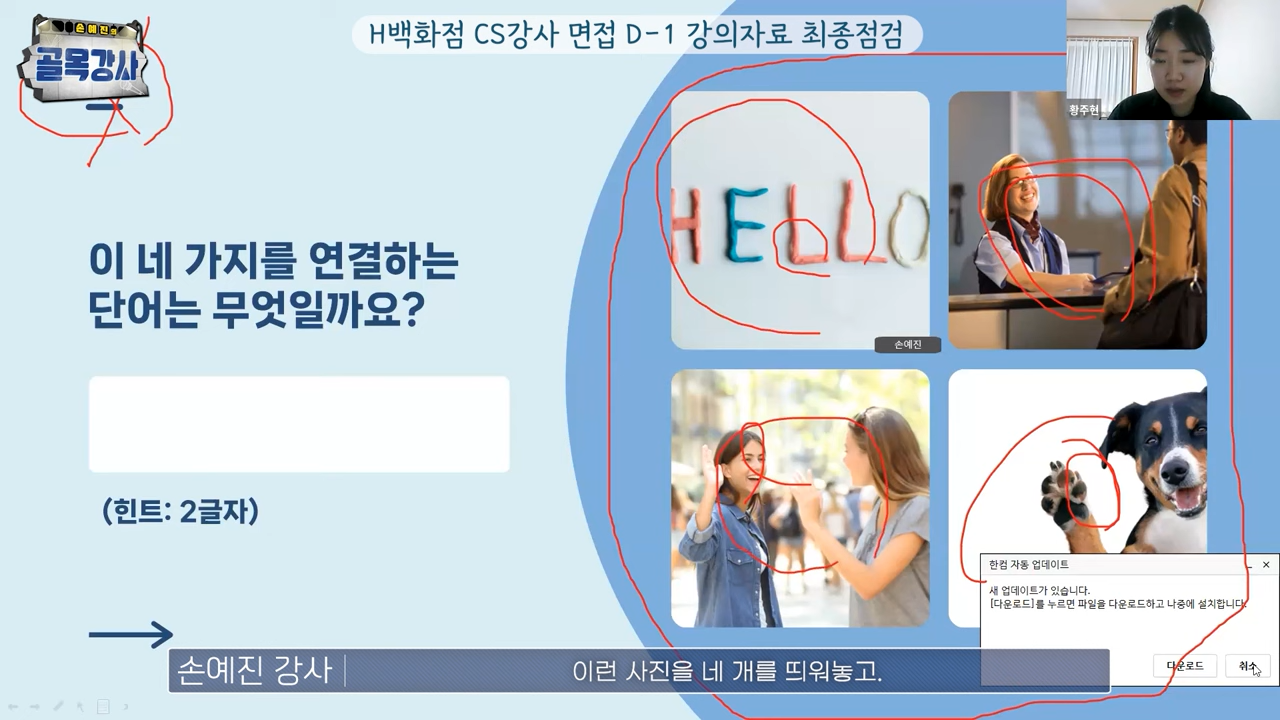 손예진의
골목강사
H백화점 CS강사 면접 D-1 강의자료 최종점검
황주현
HELLO
손예진
이 네 가지를 연결하는
단어는 무엇일까요?
(힌트: 2글자)
한컴 자동 업데이트
새 업데이트가 있습니다.
[다운로드]를 누르면 파일을 다운로드하고 나중에 설치합니다.
다운로드
취소
손예진 강사
이런 사진을 네 개를 띄워놓고.